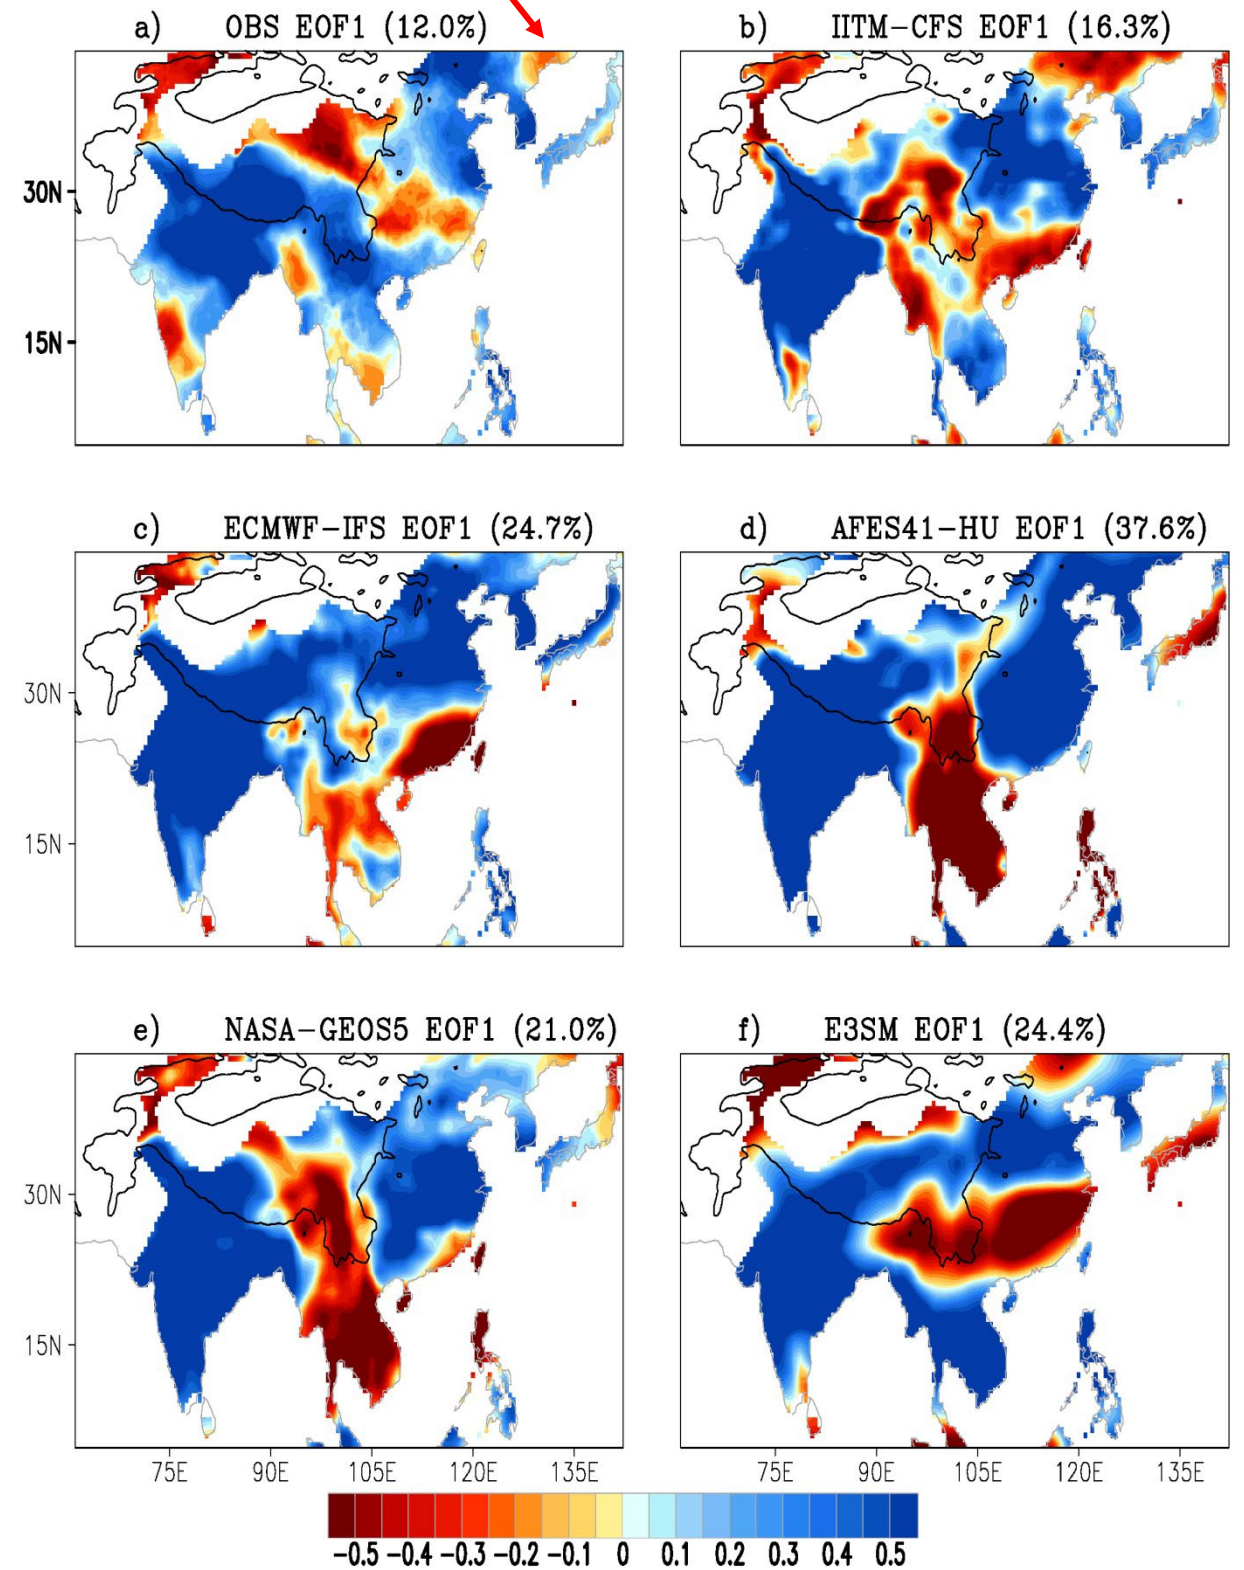 a) OBS EOF1 (12.0%)
b) IITM-CFS EOF1 (16.3%)
30N
15N
c) ECMWF-IFS EOF1 (24.7%)
d) AFES41-HU EOF1 (37.6%)
30N
15N
e) NASA-GEOS5 EOF1 (21.0%)
f) E3SM EOF1 (24.4%)
30N
15N
75E 90E 105E 120E 135E
75E 90E 105E 120E 135E
-0.5 -0.4 -0.3 -0.2 -0.1 0 0.1 0.2 0.3 0.4 0.5